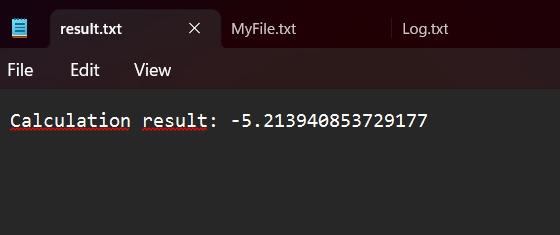 result.txt MyFile.txt Log.txt
File Edit View
Calculation result: -5.213940853729177